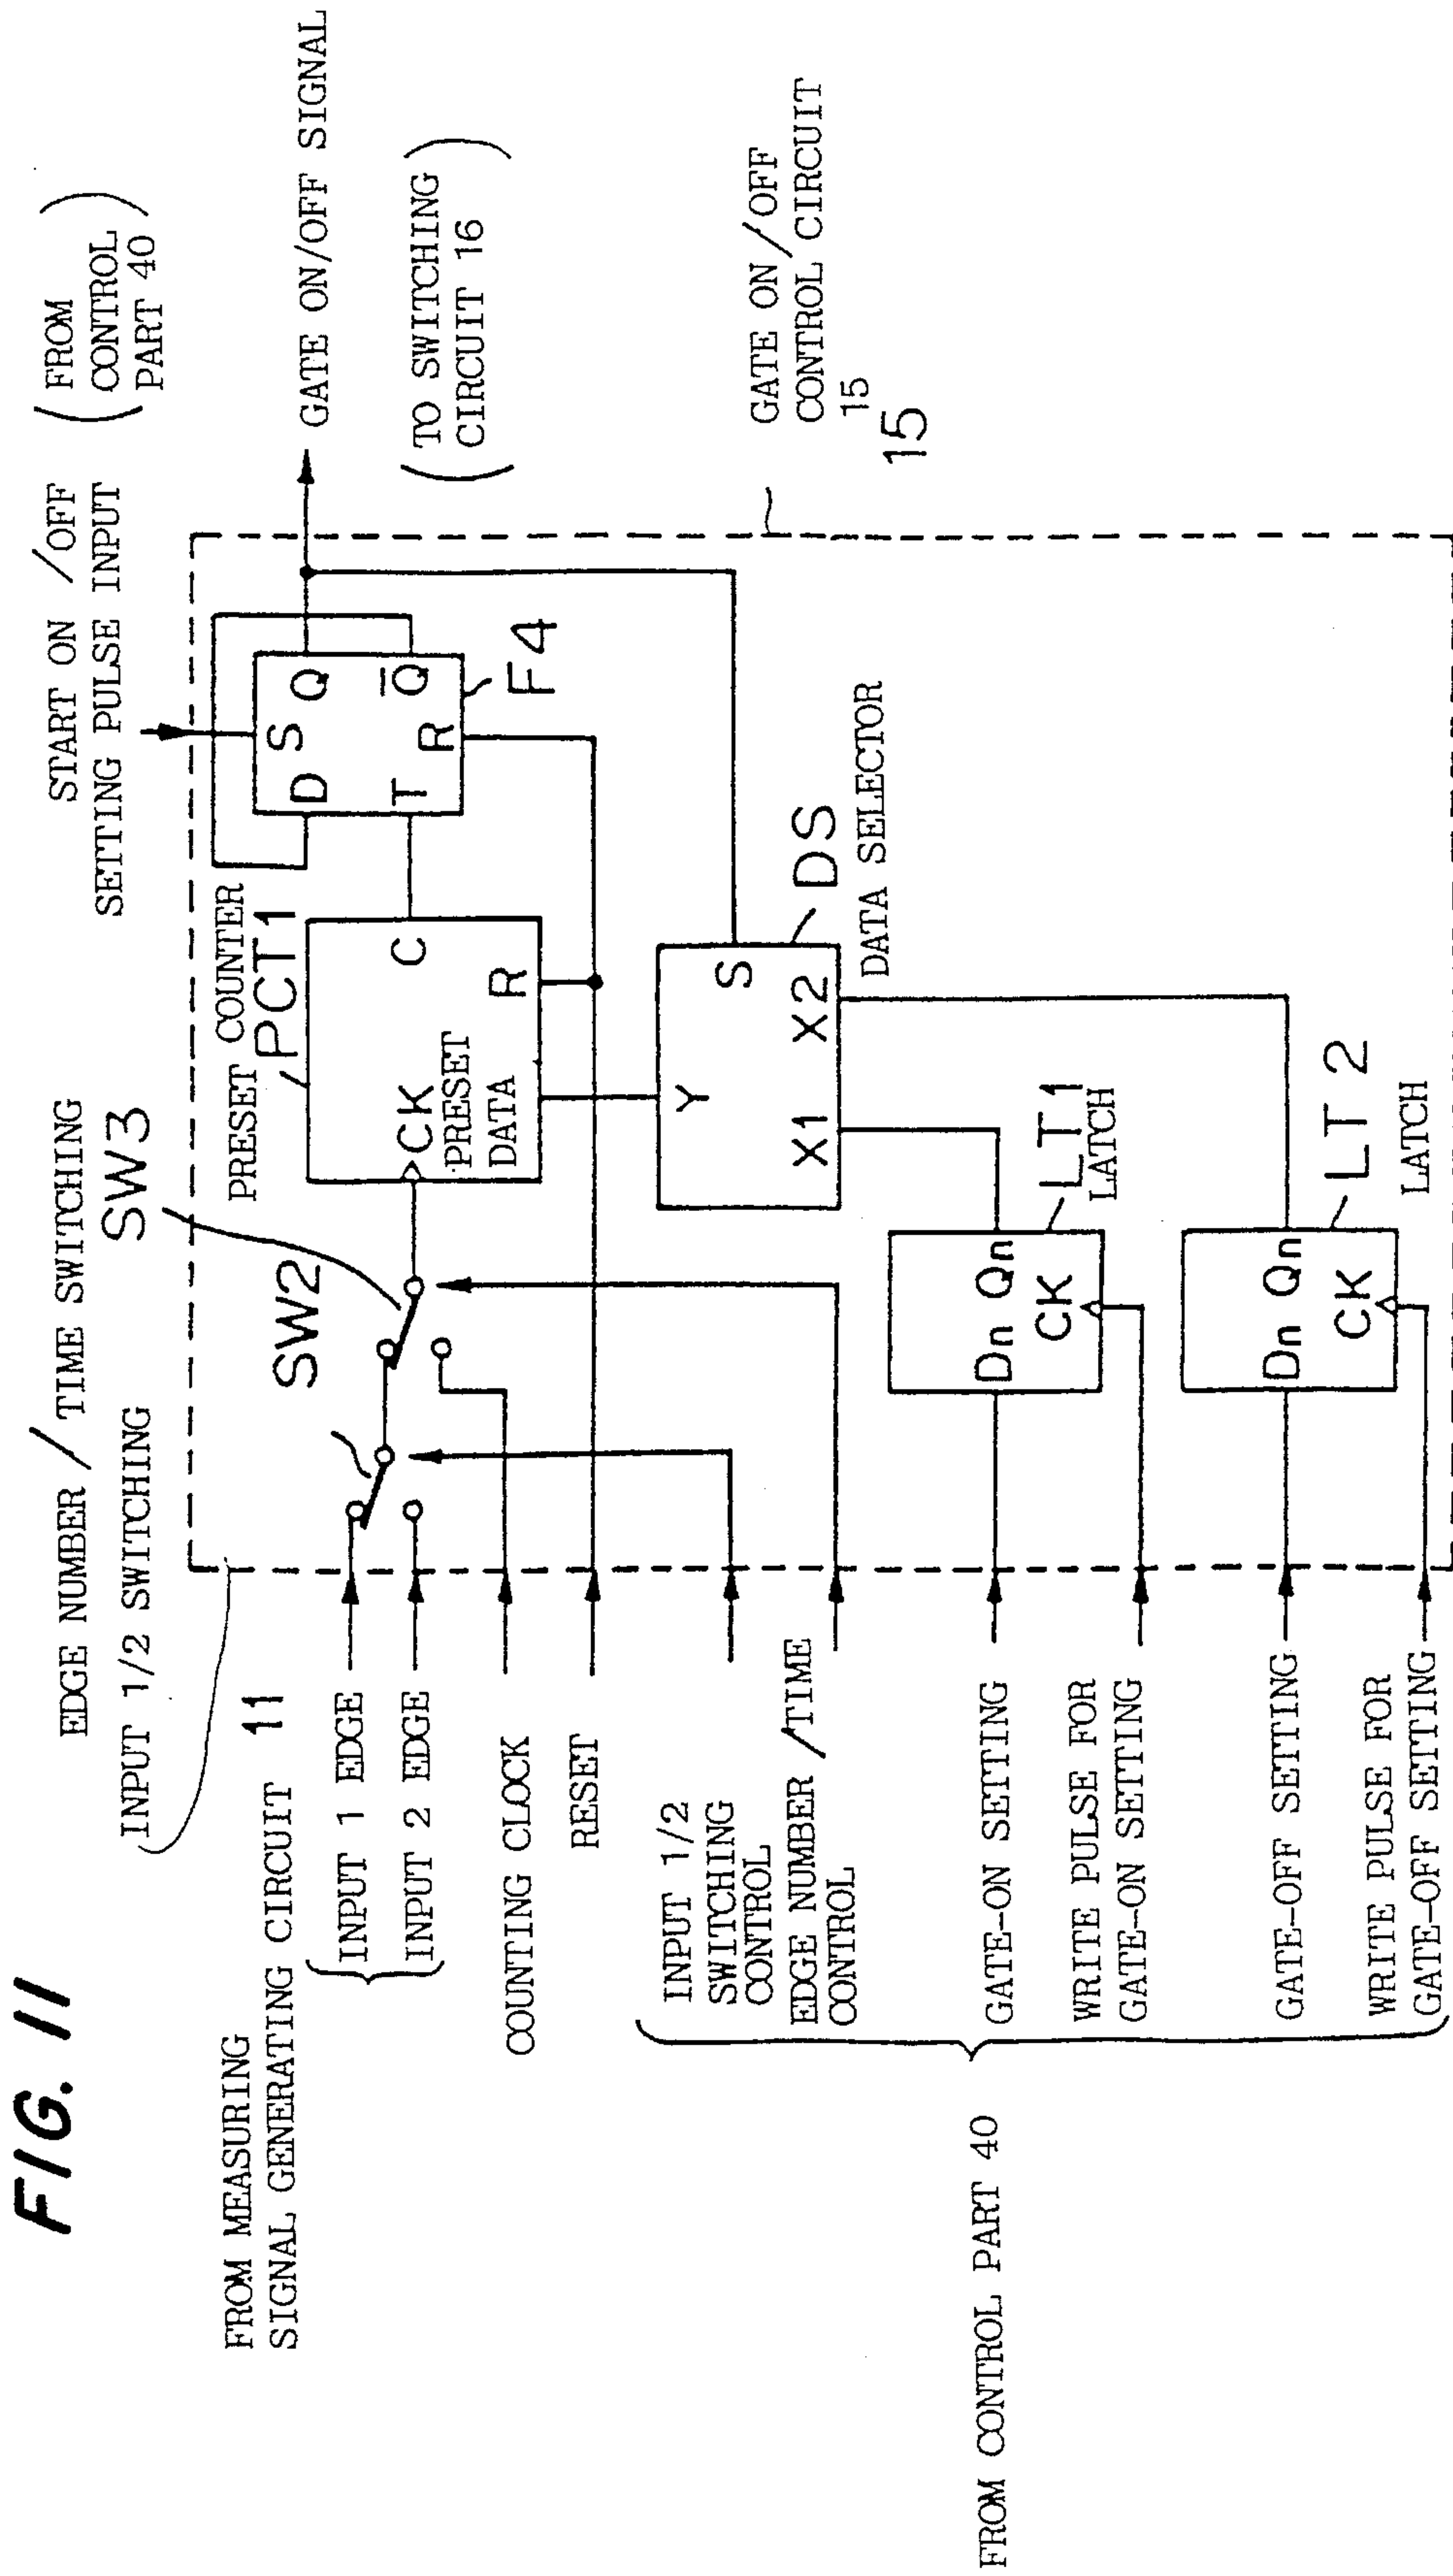 FIG. 11
EDGE NUMBER / TIME SWITCHING
INPUT 1/2 SWITCHING
SW3
SW2
START ON /OFF
SETTING PULSE INPUT
(FROM
CONTROL
PART 40)
PRESET COUNTER
PCT1
CK
C
PRESET
DATA
R
D S Q
T Q̅
R
F4
GATE ON/OFF SIGNAL
(TO SWITCHING
CIRCUIT 16)
GATE ON/OFF
CONTROL CIRCUIT
15
15
FROM MEASURING
SIGNAL GENERATING CIRCUIT 11
INPUT 1 EDGE
INPUT 2 EDGE
COUNTING CLOCK
RESET
Y S
X1 X2
DS
DATA SELECTOR
FROM CONTROL PART 40
INPUT 1/2
SWITCHING
CONTROL
EDGE NUMBER /TIME
CONTROL
GATE-ON SETTING
WRITE PULSE FOR
GATE-ON SETTING
GATE-OFF SETTING
WRITE PULSE FOR
GATE-OFF SETTING
Dn Qn
CK
LT1
LATCH
Dn Qn
CK
LT 2
LATCH